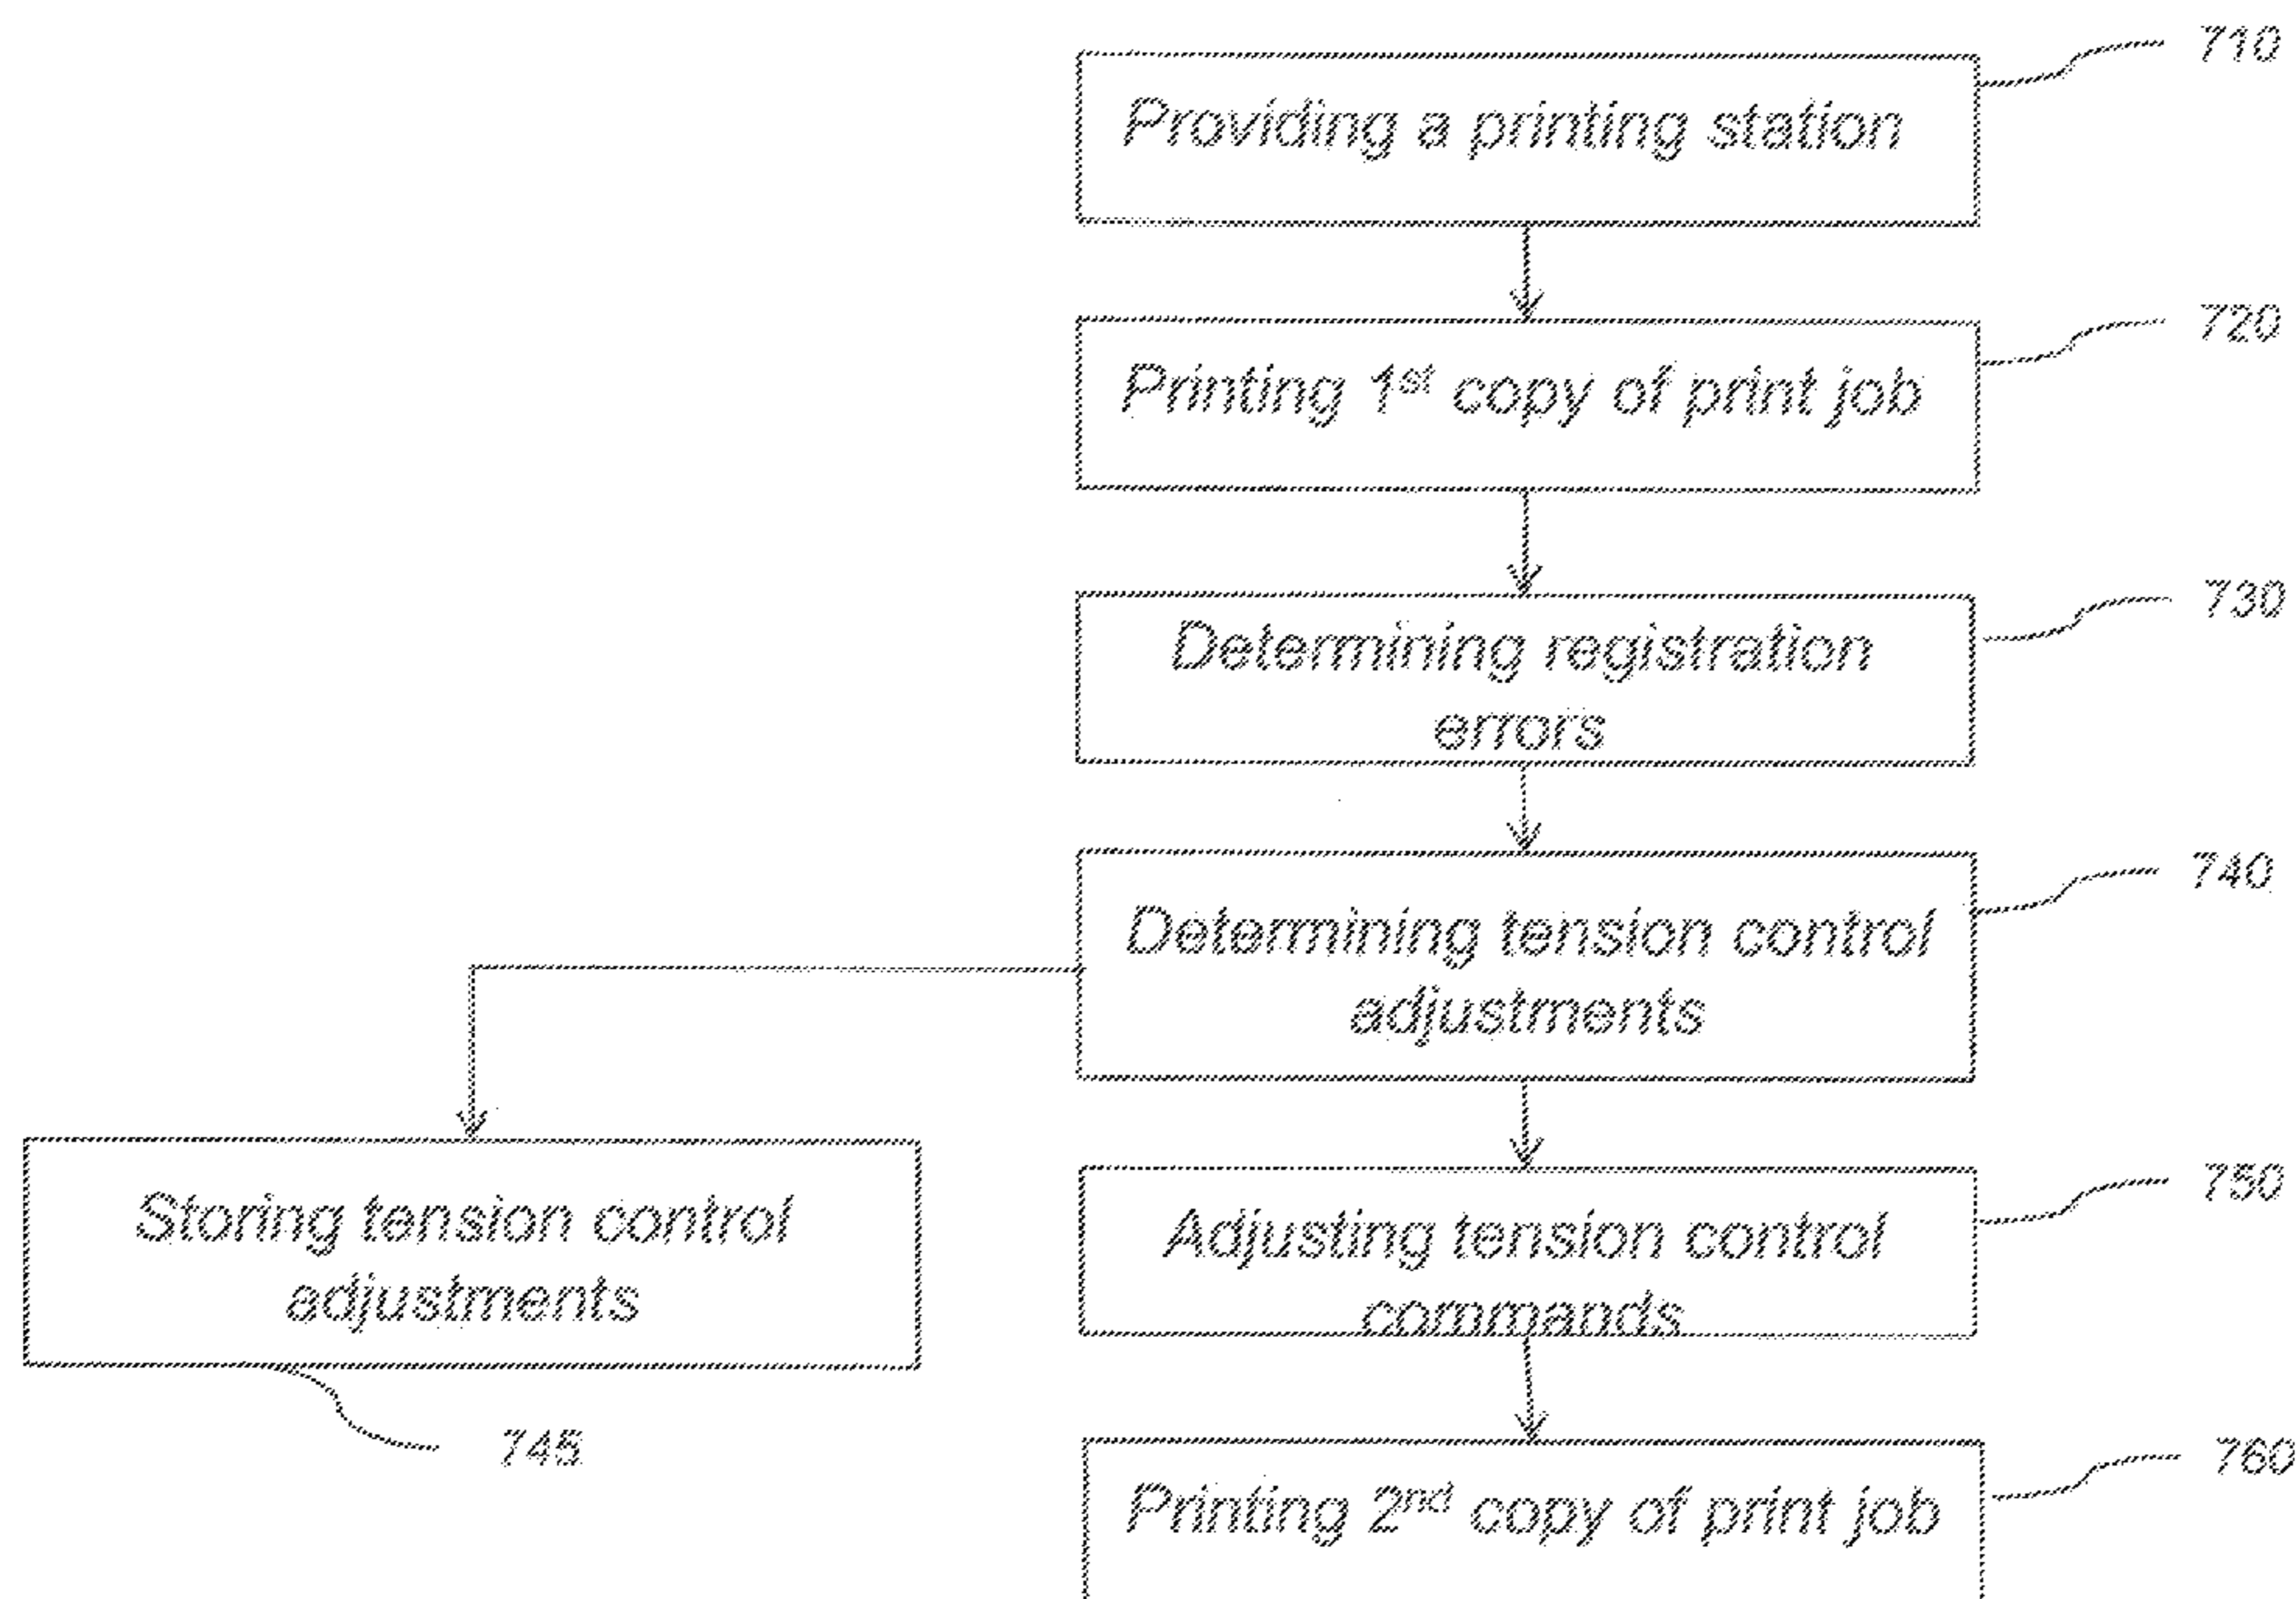 710
Providing a printing station
720
Printing 1st copy of print job
730
Determining registration
errors
740
Determining tension control
adjustments
750
Adjusting tension control
commands
Storing tension control
adjustments
745
760
Printing 2nd copy of print job